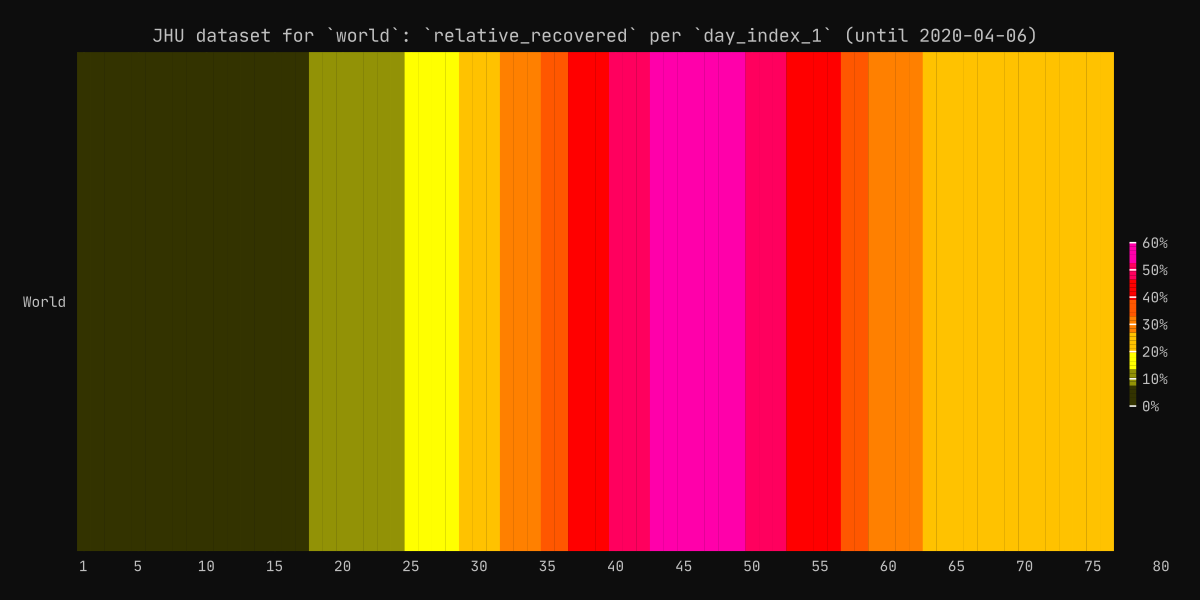 JHU dataset for `world`: `relative_recovered` per `day_index_1` (until 2020-04-06)
60%
50%
40%
30%
20%
10%
0%
World
1 5 10 15 20 25 30 35 40 45 50 55 60 65 70 75 80